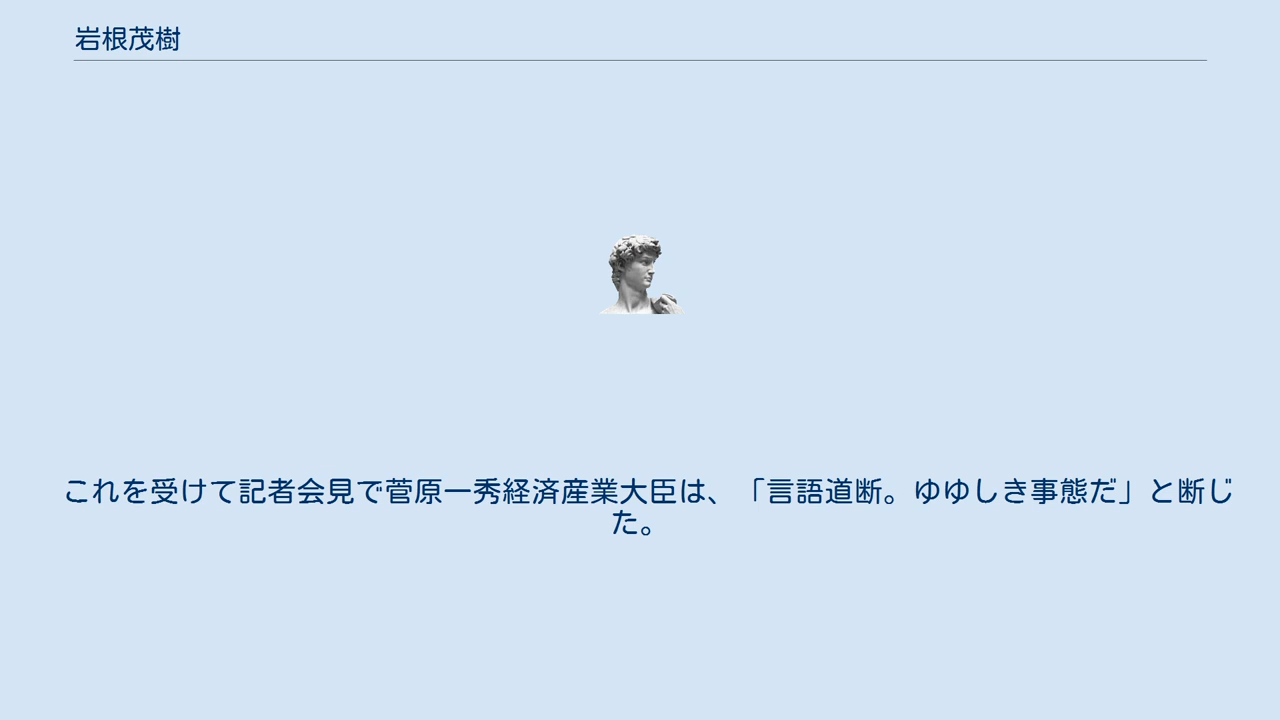 岩根茂樹
これを受けて記者会見で菅原一秀経済産業大臣は、「言語道断。ゆゆしき事態だ」と断じ
た。